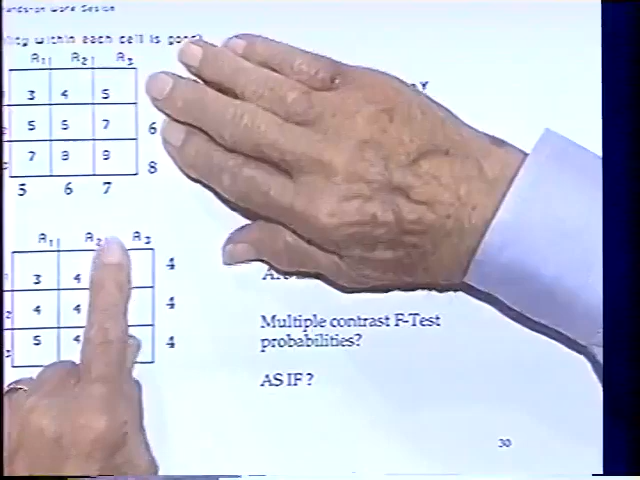 Hands-on Work Session
lity within each cell is good)
A1 A2 A3
3 4 5
5 5 7 6
7 8 9 8
5 6 7
A1 A2 A3
3 4 4
4 4 4
5 4 4
Multiple contrast F-Test
probabilities?
AS IF ?
30